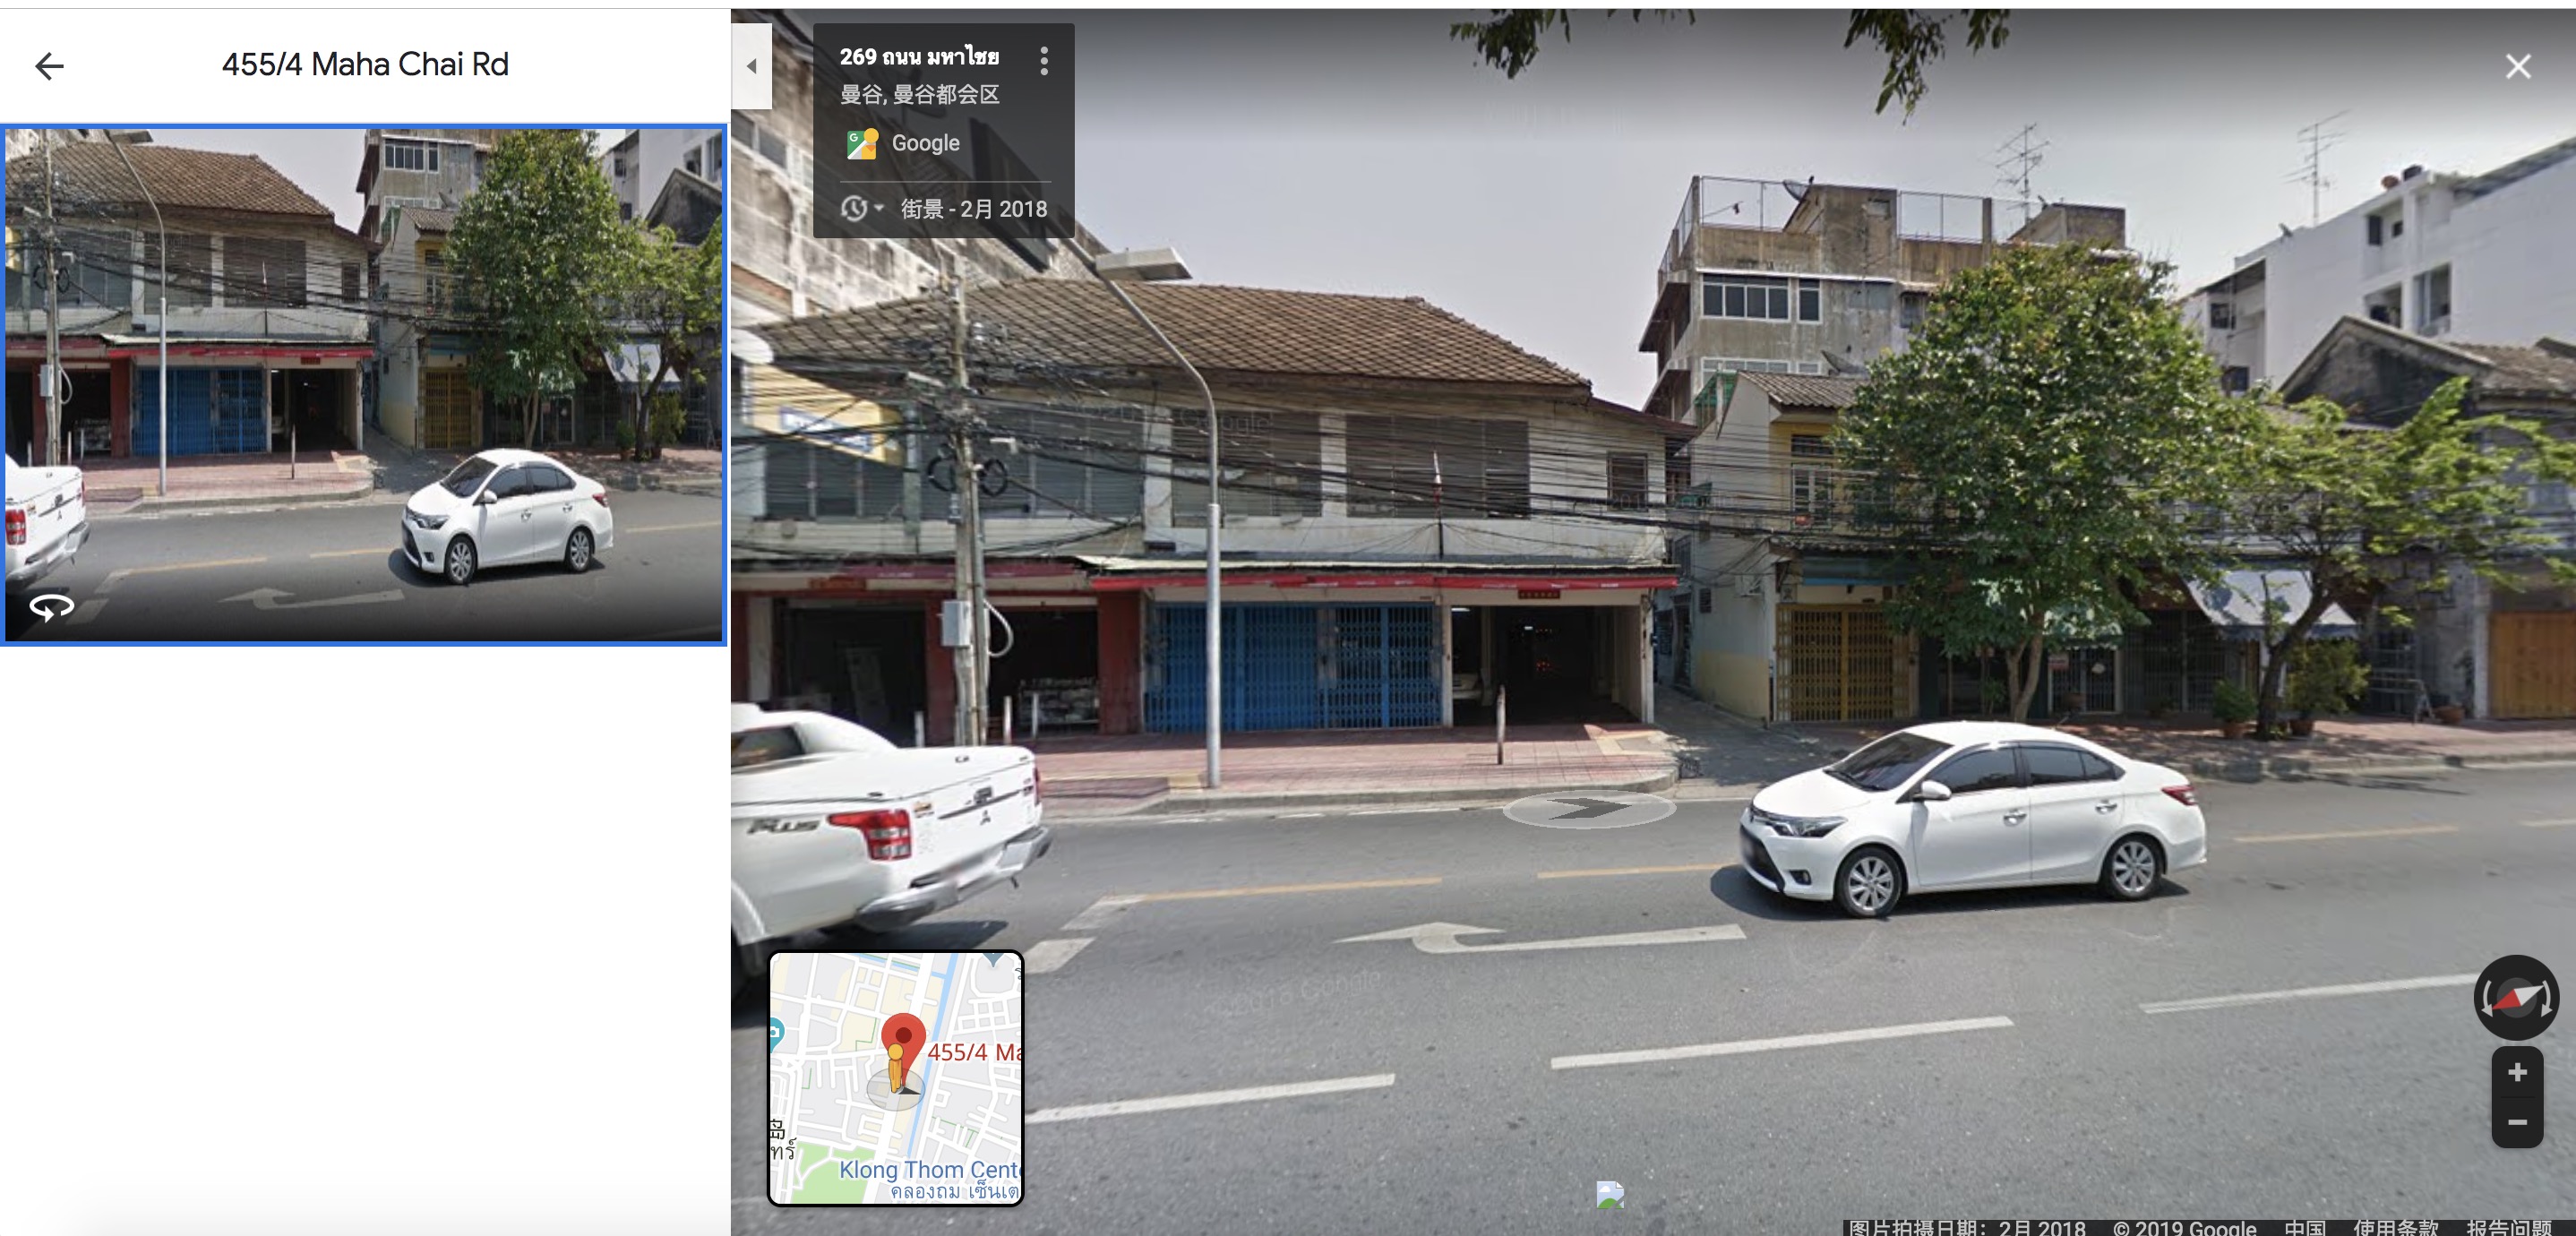 455/4 Maha Chai Rd
269 ถนน มหาไชย
曼谷, 曼谷都会区
Google
街景 - 2月 2018
PLUS
455/4 Ma
Klong Thom Cent
คลองถม เซ็นเต
图片拍摄日期：2月 2018 © 2019 Google 中国 使用条款 报告问题